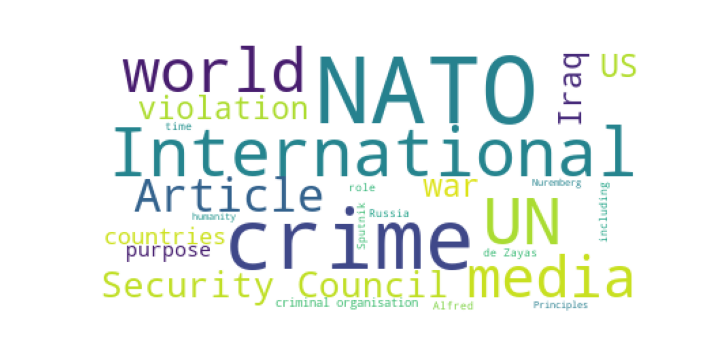 world NATO Iraq US
violation
time
International
Article role war Nuremberg including
humanity Sputnik Russia
countries crime UN
purpose de Zayas
Security Council media
criminal organisation Alfred Principles